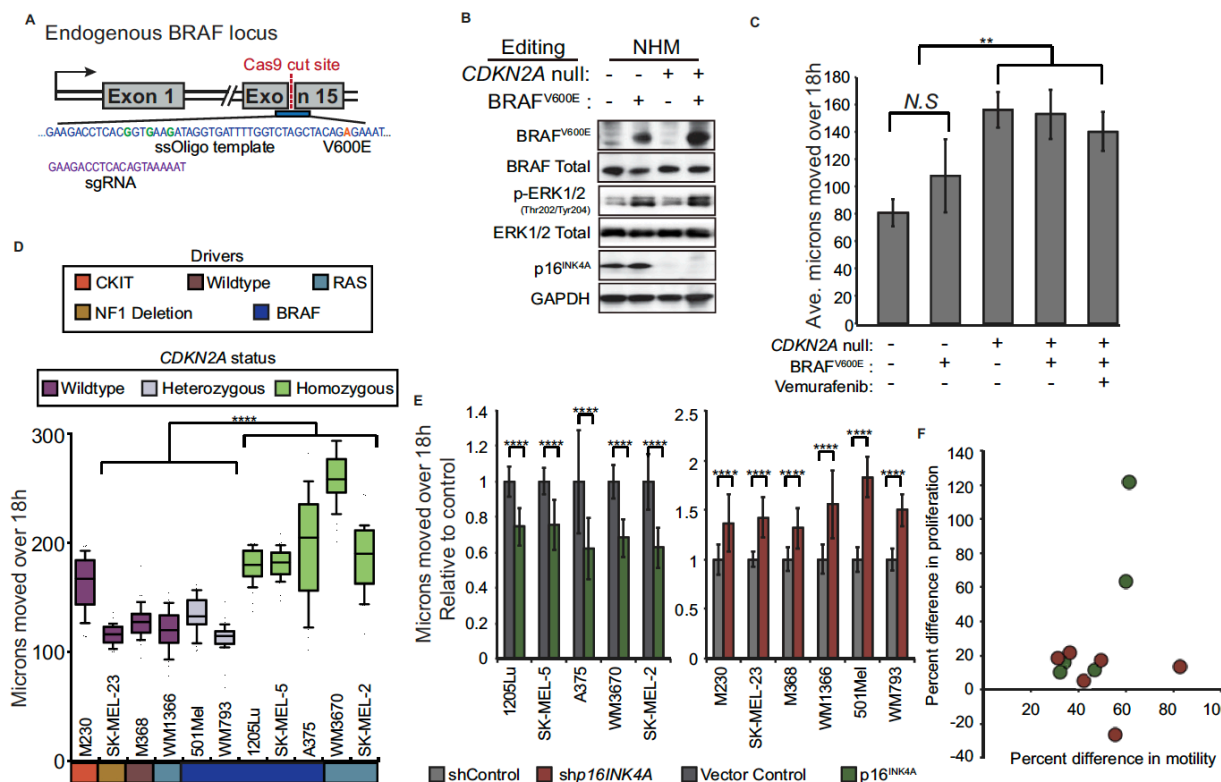 A
Endogenous BRAF locus
Cas9 cut site
Exon 1
Exo n 15
...GAAGACCTCACGGTGAAGATAGGTGATTTTGGTCTAGCTACAGAGAAAT...
ssOligo template
V600E
GAAGACCTCACAGTAAAAAT
sgRNA
B
Editing
NHM
CDKN2A null: - - + +
BRAFV600E : - + - +
BRAFV600E
BRAF Total
p-ERK1/2
(Thr202/Tyr204)
ERK1/2 Total
p16INK4A
GAPDH
C
**
N.S
Ave. microns moved over 18h
180
160
140
120
100
80
60
40
20
0
CDKN2A null: - - + + +
BRAFV600E: - + - + +
Vemurafenib: - - - - +
D
Drivers
CKIT
Wildtype
RAS
NF1 Deletion
BRAF
CDKN2A status
Wildtype
Heterozygous
Homozygous
****
Microns moved over 18h
300
200
100
0
M230
SK-MEL-23
M368
WM1366
501Mel
WM793
1205Lu
SK-MEL-5
A375
WM3670
SK-MEL-2
E
Microns moved over 18h
Relative to control
1.4
1.2
1
0.8
0.6
0.4
0.2
0
****
****
****
****
****
1205Lu
SK-MEL-5
A375
WM3670
SK-MEL-2
2.5
2
1.5
1
0.5
0
****
****
****
****
****
****
M230
SK-MEL-23
M368
WM1366
501Mel
WM793
shControl
shp16INK4A
Vector Control
p16INK4A
F
Percent difference in proliferation
140
120
100
80
60
40
20
0
-20
-40
20 40 60 80 100
Percent difference in motility